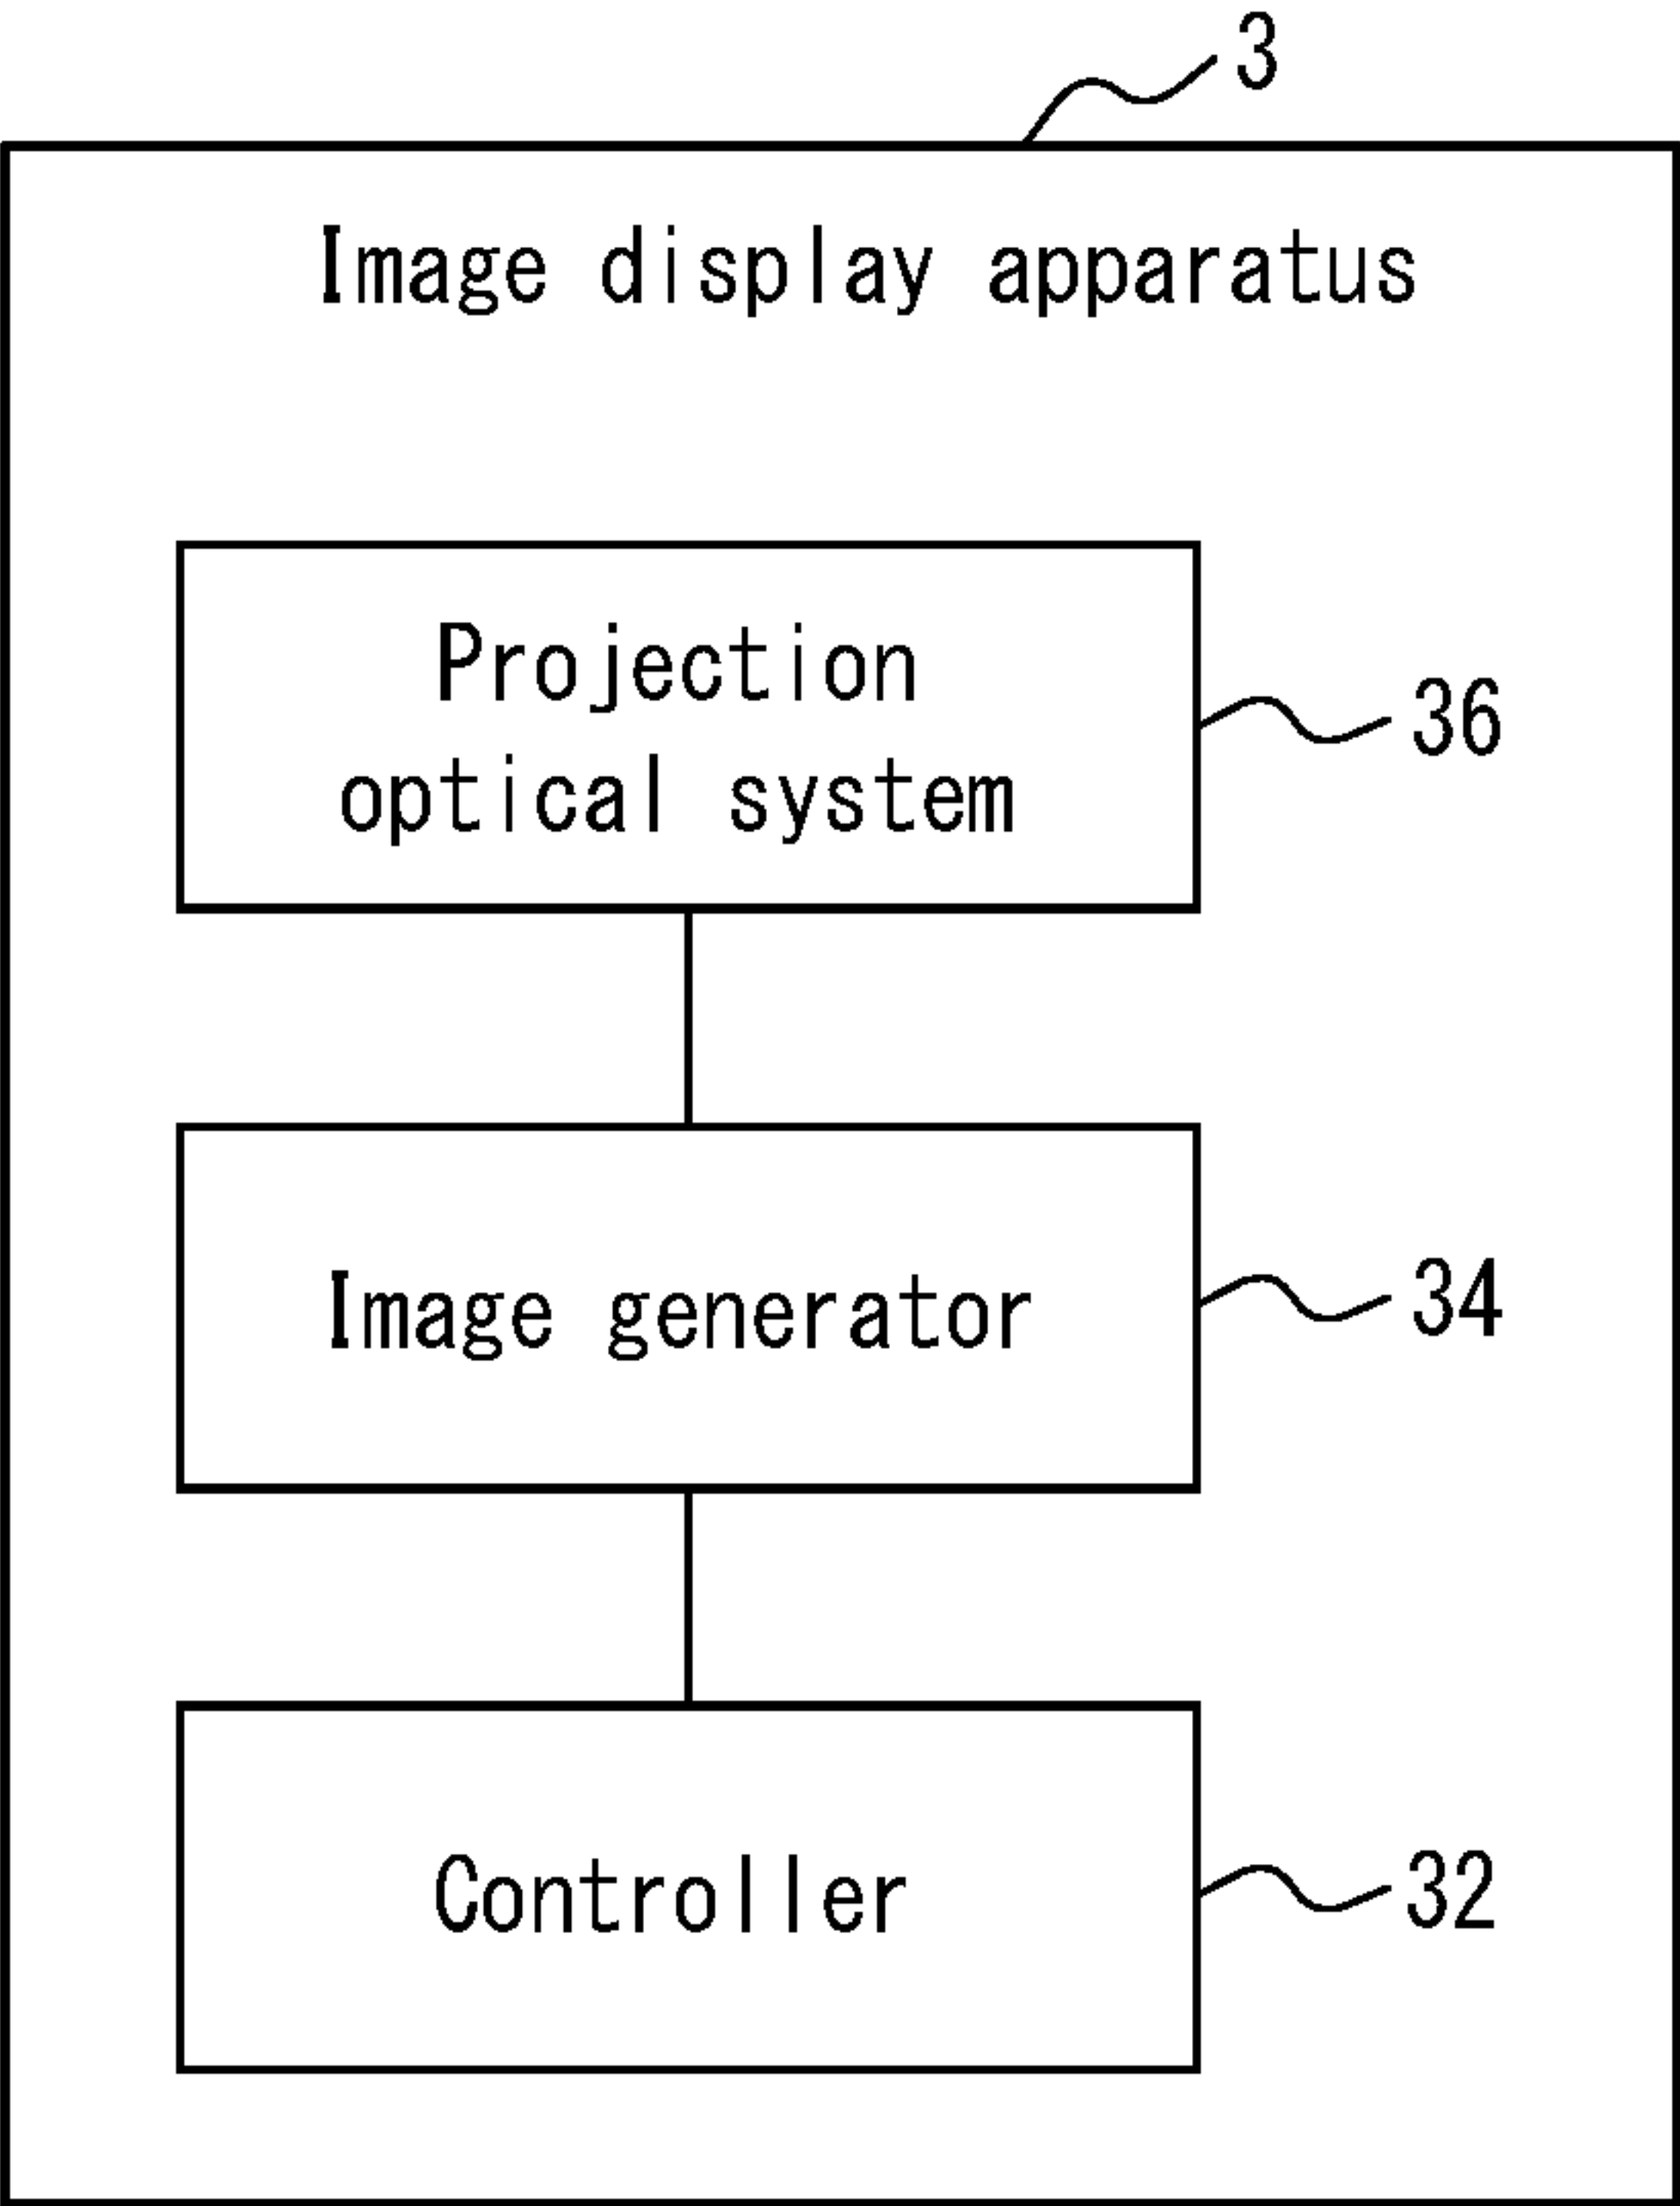 3
Image display apparatus
Projection
optical system
36
Image generator
34
Controller
32